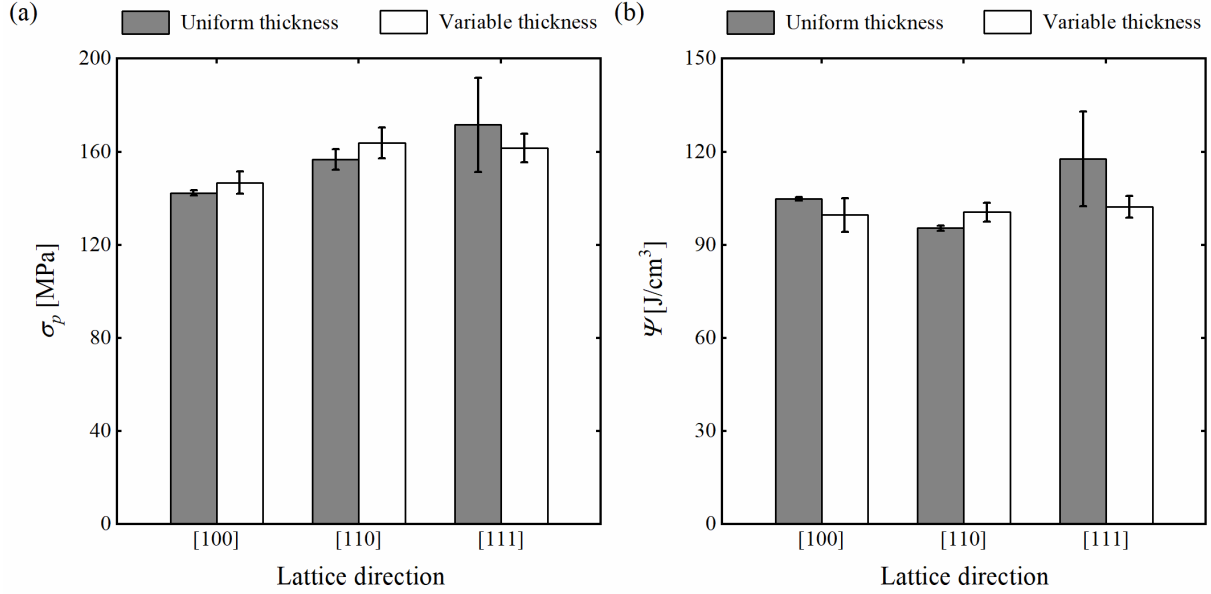 (a)
Uniform thickness
Variable thickness
200
160
120
80
40
0
σp [MPa]
[100]
[110]
[111]
Lattice direction
(b)
Uniform thickness
Variable thickness
150
120
90
60
30
0
Ψ [J/cm³]
[100]
[110]
[111]
Lattice direction